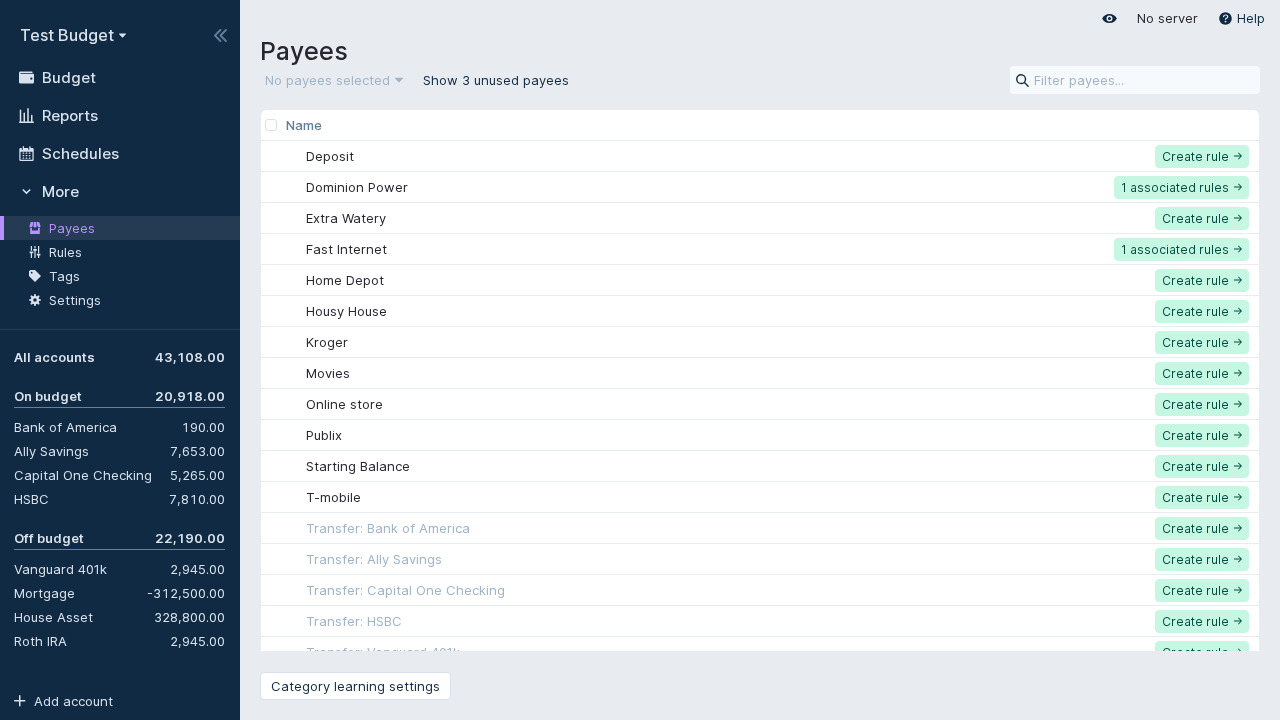 Test Budget
Budget
Reports
Schedules
More
Payees
Rules
Tags
Settings
All accounts 43,108.00
On budget 20,918.00
Bank of America 190.00
Ally Savings 7,653.00
Capital One Checking 5,265.00
HSBC 7,810.00
Off budget 22,190.00
Vanguard 401k 2,945.00
Mortgage -312,500.00
House Asset 328,800.00
Roth IRA 2,945.00
Add account
No server Help
Payees
No payees selected Show 3 unused payees Filter payees...
Name
Deposit Create rule
Dominion Power 1 associated rules
Extra Watery Create rule
Fast Internet 1 associated rules
Home Depot Create rule
Housy House Create rule
Kroger Create rule
Movies Create rule
Online store Create rule
Publix Create rule
Starting Balance Create rule
T-mobile Create rule
Transfer: Bank of America Create rule
Transfer: Ally Savings Create rule
Transfer: Capital One Checking Create rule
Transfer: HSBC Create rule
Transfer: Vanguard 401k Create rule
Category learning settings